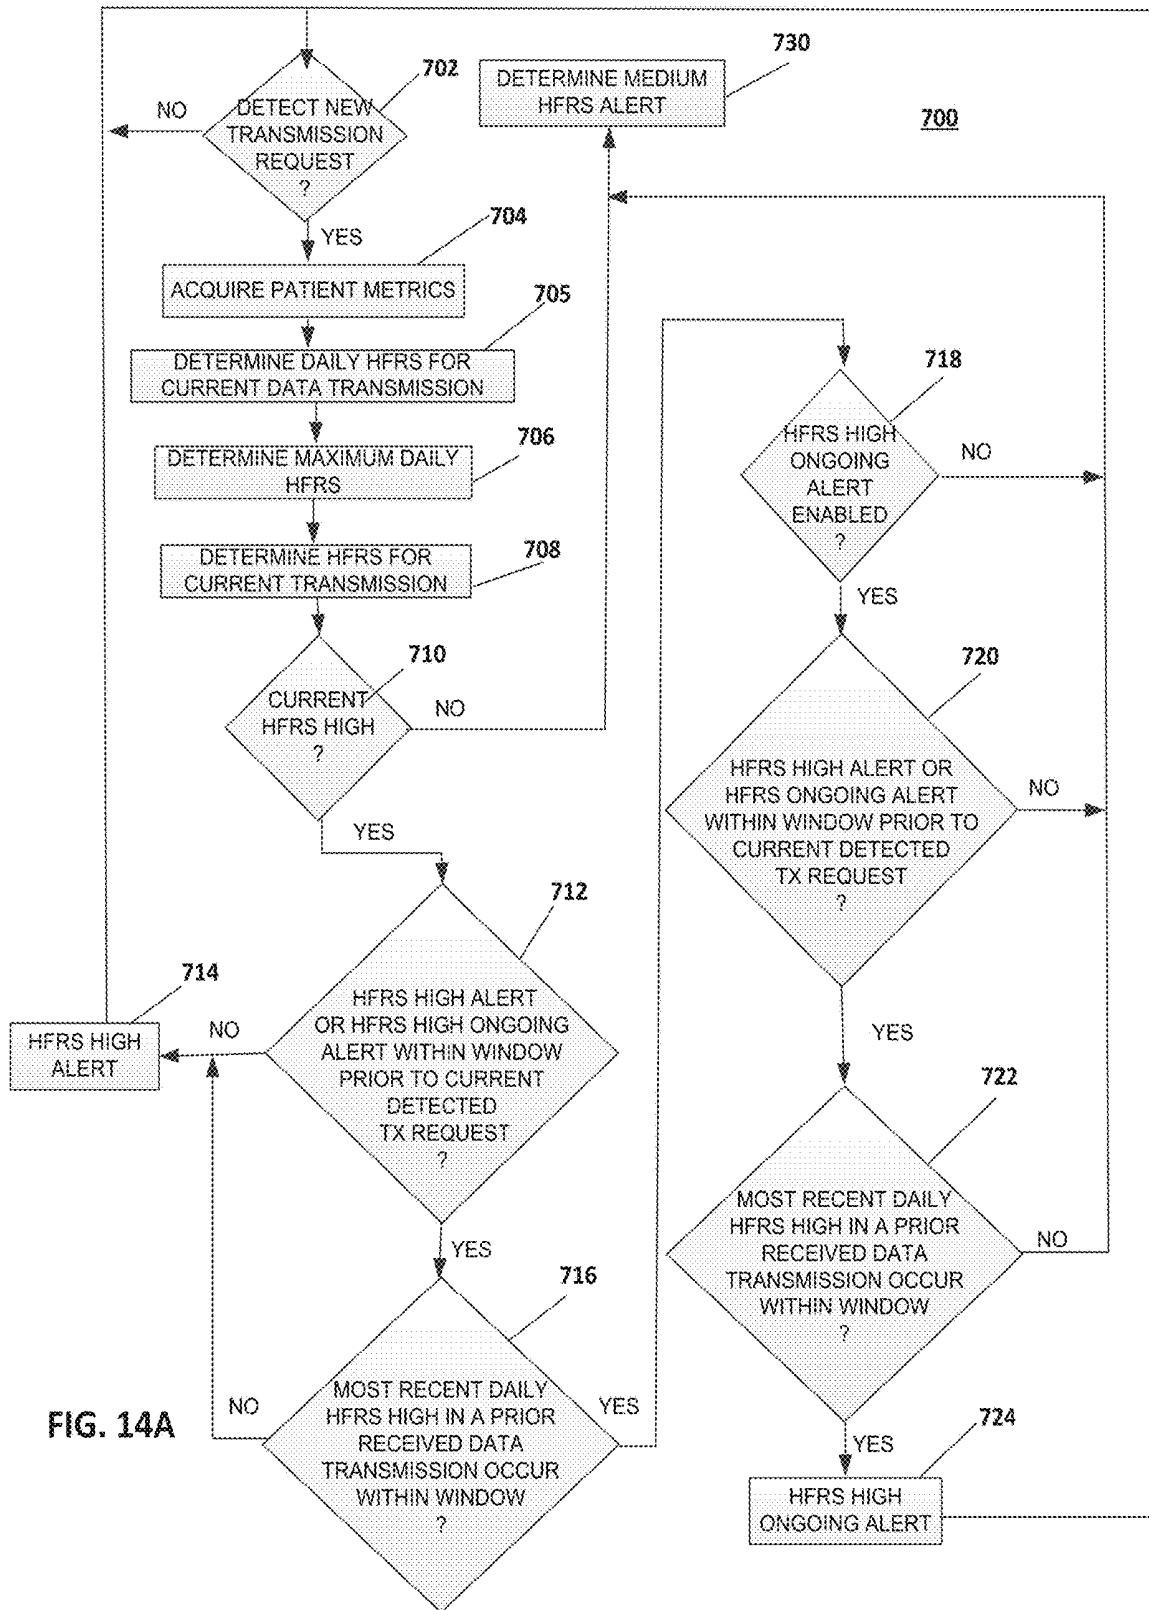 702
DETECT NEW
TRANSMISSION
REQUEST
?
NO
YES
730
DETERMINE MEDIUM
HFRS ALERT
700
704
ACQUIRE PATIENT METRICS
705
DETERMINE DAILY HFRS FOR
CURRENT DATA TRANSMISSION
706
DETERMINE MAXIMUM DAILY
HFRS
708
DETERMINE HFRS FOR
CURRENT TRANSMISSION
710
CURRENT
HFRS HIGH
?
NO
YES
712
HFRS HIGH ALERT
OR HFRS HIGH ONGOING
ALERT WITHIN WINDOW
PRIOR TO CURRENT
DETECTED
TX REQUEST
?
NO
YES
714
HFRS HIGH
ALERT
716
MOST RECENT DAILY
HFRS HIGH IN A PRIOR
RECEIVED DATA
TRANSMISSION OCCUR
WITHIN WINDOW
?
NO
YES
718
HFRS HIGH
ONGOING
ALERT
ENABLED
?
NO
YES
720
HFRS HIGH ALERT OR
HFRS ONGOING ALERT
WITHIN WINDOW PRIOR TO
CURRENT DETECTED
TX REQUEST
?
NO
YES
722
MOST RECENT DAILY
HFRS HIGH IN A PRIOR
RECEIVED DATA
TRANSMISSION OCCUR
WITHIN WINDOW
?
NO
YES
724
HFRS HIGH
ONGOING ALERT
FIG. 14A